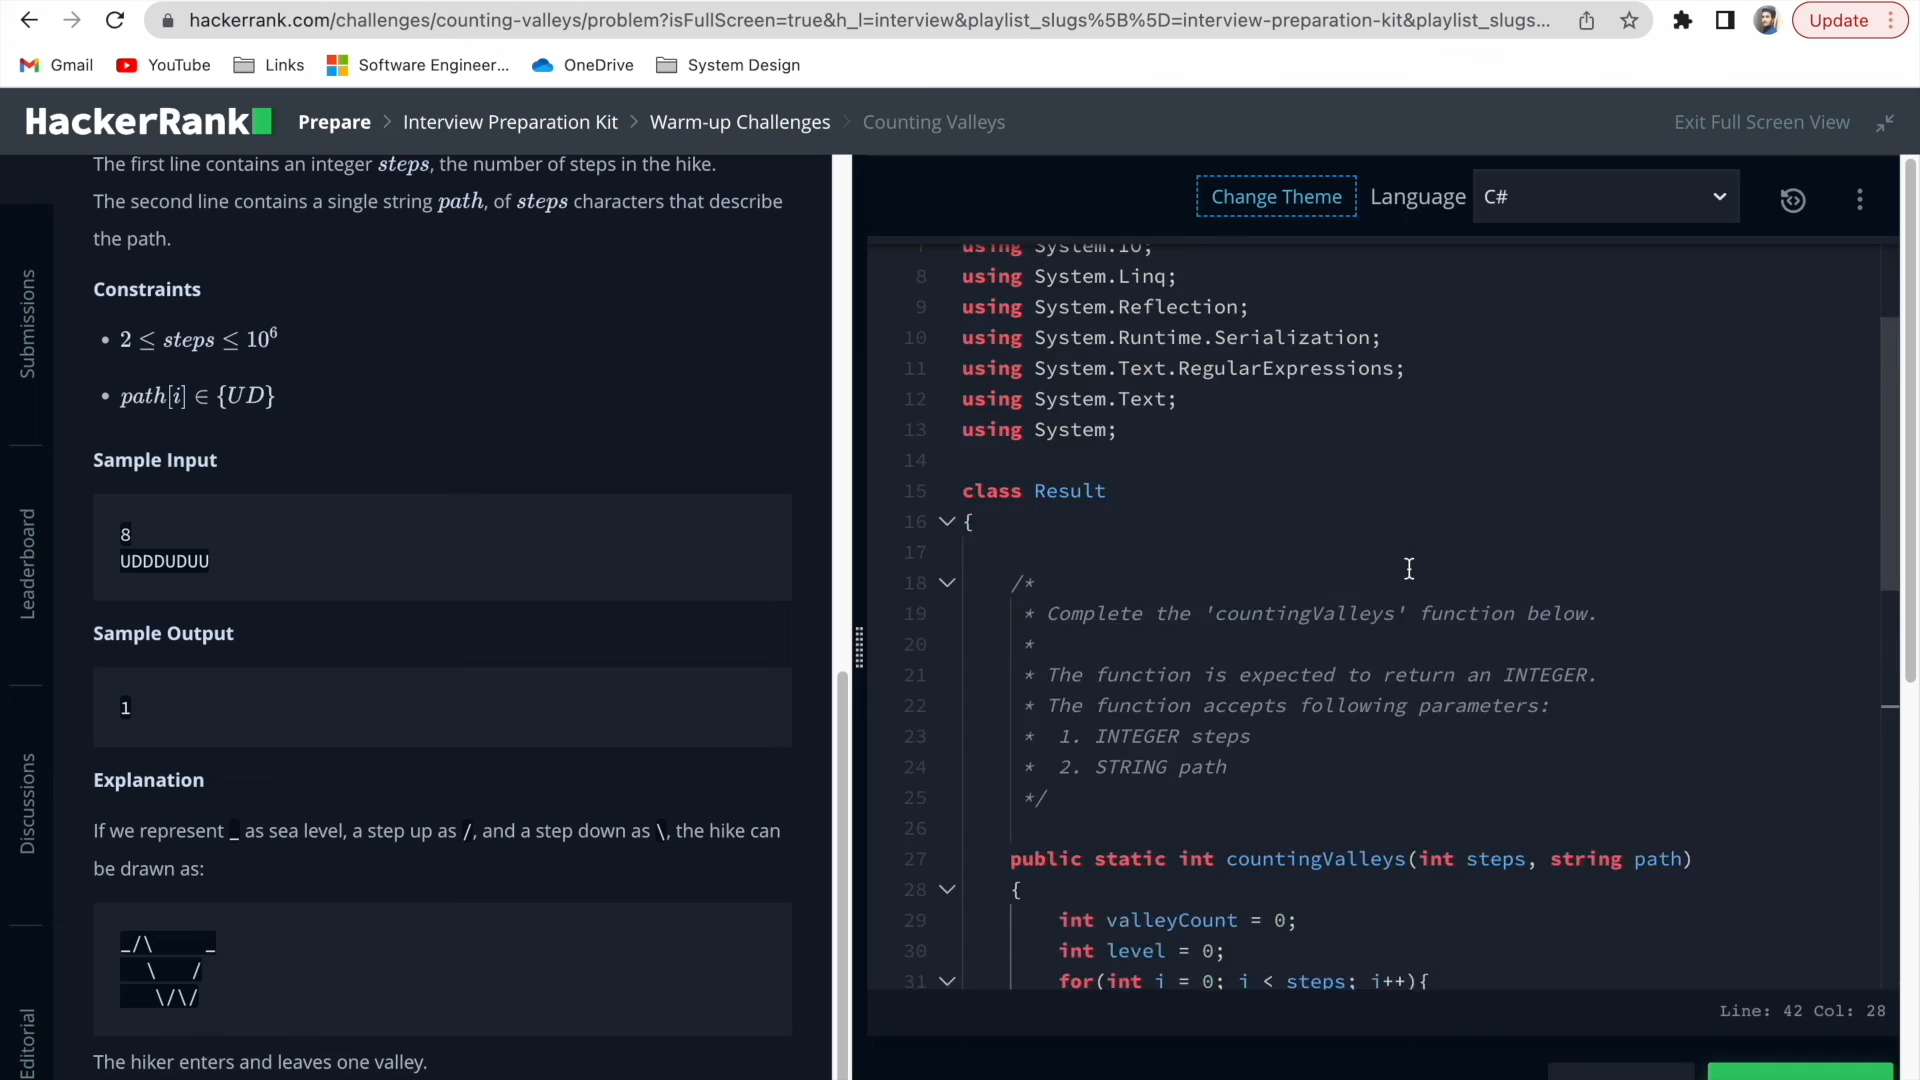 hackerrank.com/challenges/counting-valleys/problem?isFullScreen=true&h_l=interview&playlist_slugs%5B%5D=interview-preparation-kit&playlist_slugs...
Update
Gmail
YouTube
Links
Software Engineer...
OneDrive
System Design
HackerRank
Prepare > Interview Preparation Kit > Warm-up Challenges > Counting Valleys
Exit Full Screen View
Submissions
Leaderboard
Discussions
Editorial
The first line contains an integer steps, the number of steps in the hike.
The second line contains a single string path, of steps characters that describe
the path.
Constraints
• 2 ≤ steps ≤ 10^6
• path[i] ∈ {UD}
Sample Input
8
UDDDUDUU
Sample Output
1
Explanation
If we represent _ as sea level, a step up as /, and a step down as \, the hike can
be drawn as:
_/\      _
   \    /
    \/\/
The hiker enters and leaves one valley.
Change Theme
Language
C#
7 using System.IO;
8 using System.Linq;
9 using System.Reflection;
10 using System.Runtime.Serialization;
11 using System.Text.RegularExpressions;
12 using System.Text;
13 using System;
14
15 class Result
16 {
17
18 /*
19 * Complete the 'countingValleys' function below.
20 *
21 * The function is expected to return an INTEGER.
22 * The function accepts following parameters:
23 * 1. INTEGER steps
24 * 2. STRING path
25 */
26
27 public static int countingValleys(int steps, string path)
28 {
29 int valleyCount = 0;
30 int level = 0;
31 for(int i = 0; i < steps; i++){
Line: 42 Col: 28